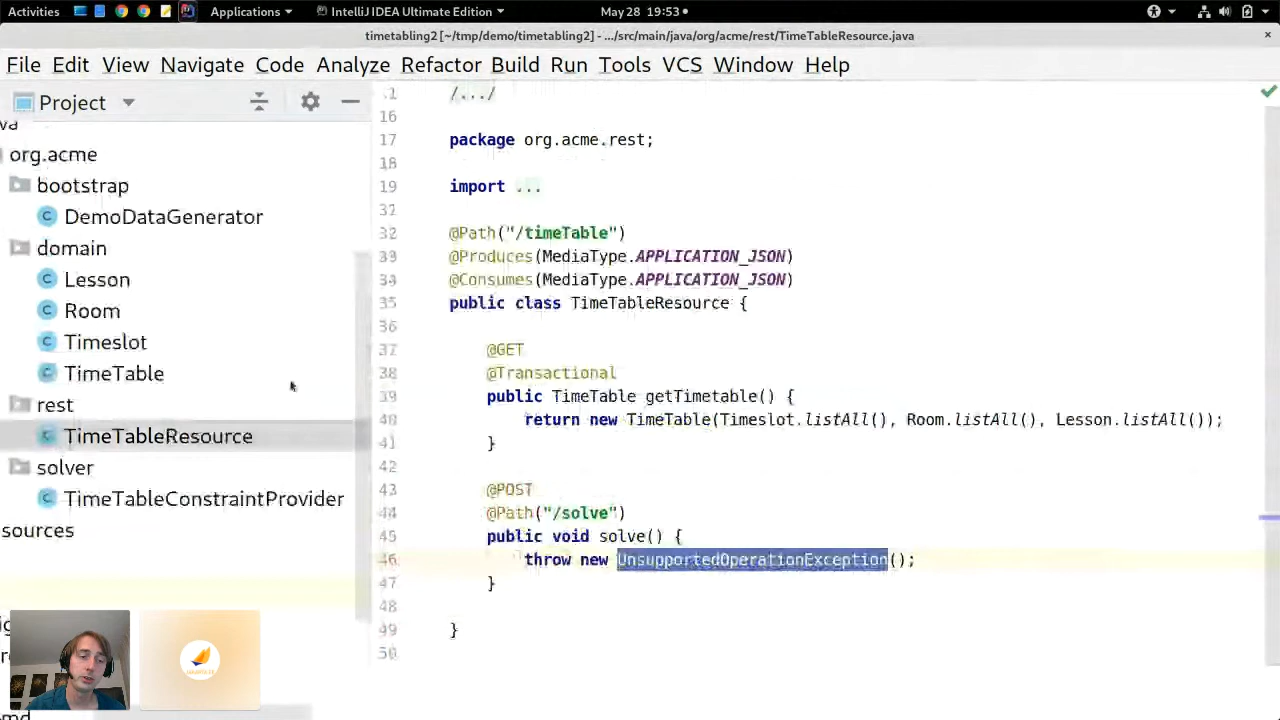 Activities Applications IntelliJ IDEA Ultimate Edition May 28 19:53
timetabling2 [~/tmp/demo/timetabling2] - .../src/main/java/org/acme/rest/TimeTableResource.java
File Edit View Navigate Code Analyze Refactor Build Run Tools VCS Window Help
Project
va
org.acme
bootstrap
DemoDataGenerator
domain
Lesson
Room
Timeslot
TimeTable
rest
TimeTableResource
solver
TimeTableConstraintProvider
sources
1 /.../
16
17 package org.acme.rest;
18
19 import ...
31
32 @Path("/timeTable")
33 @Produces(MediaType.APPLICATION_JSON)
34 @Consumes(MediaType.APPLICATION_JSON)
35 public class TimeTableResource {
36
37 @GET
38 @Transactional
39 public TimeTable getTimetable() {
40 return new TimeTable(Timeslot.listAll(), Room.listAll(), Lesson.listAll());
41 }
42
43 @POST
44 @Path("/solve")
45 public void solve() {
46 throw new UnsupportedOperationException();
47 }
48
49 }
50